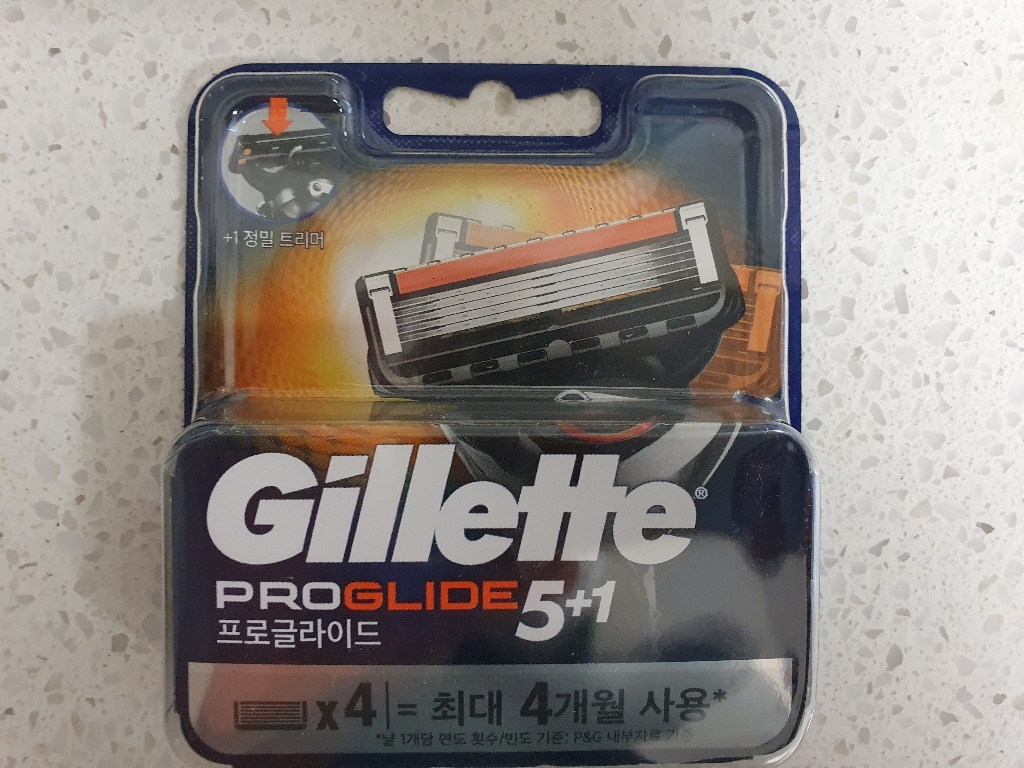 +1 정밀 트리머
Gillette®
PROGLIDE 5+1
프로글라이드
x4 = 최대 4개월 사용*
*날 1개당 면도 횟수/빈도 기준; P&G 내부자료 기준